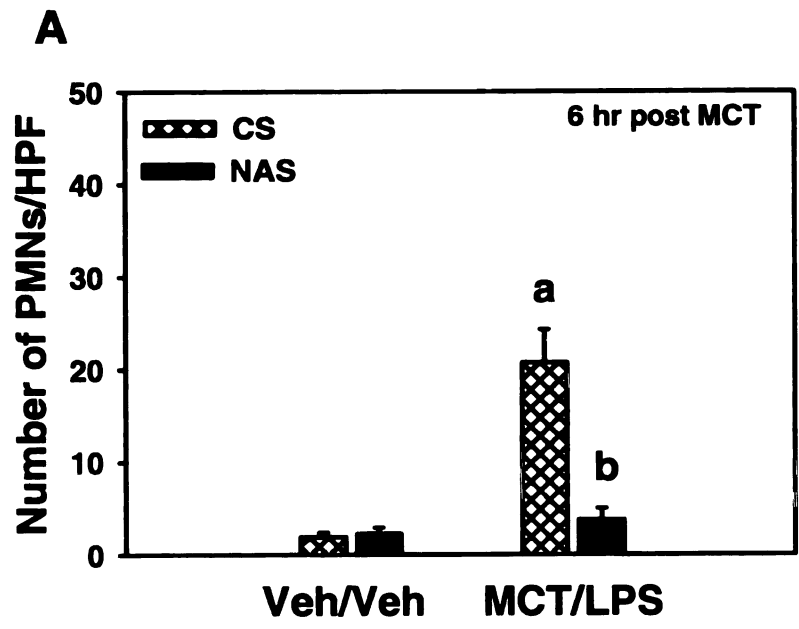 A
50
CS
6 hr post MCT
NAS
40
Number of PMNs/HPF
30
a
20
10
b
0
Veh/Veh
MCT/LPS